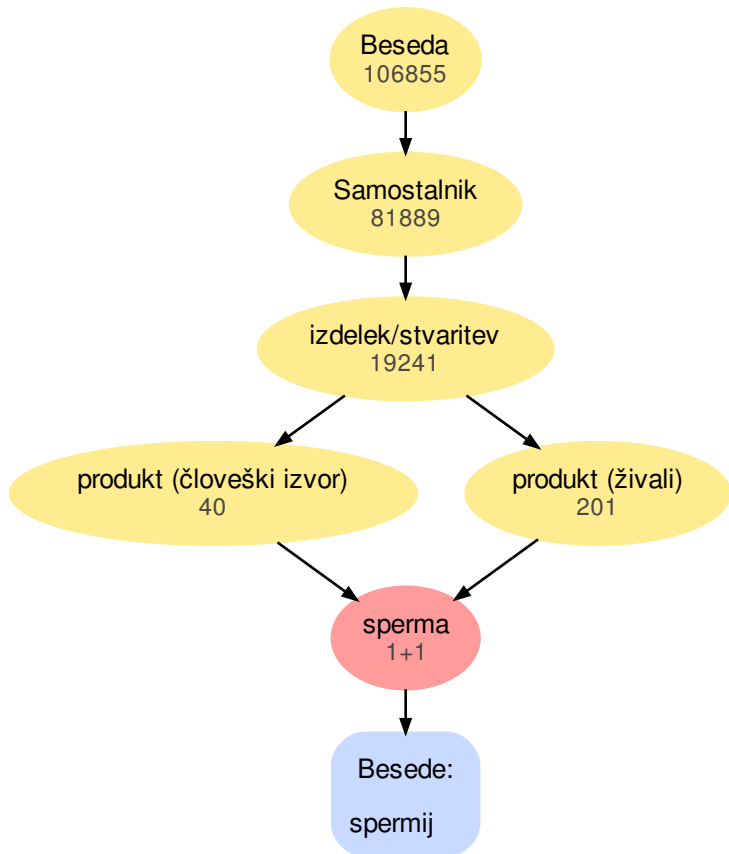 Beseda
106855
Samostalnik
81889
izdelek/stvaritev
19241
produkt (človeški izvor)
40
produkt (živali)
201
sperma
1+1
Besede:
spermij